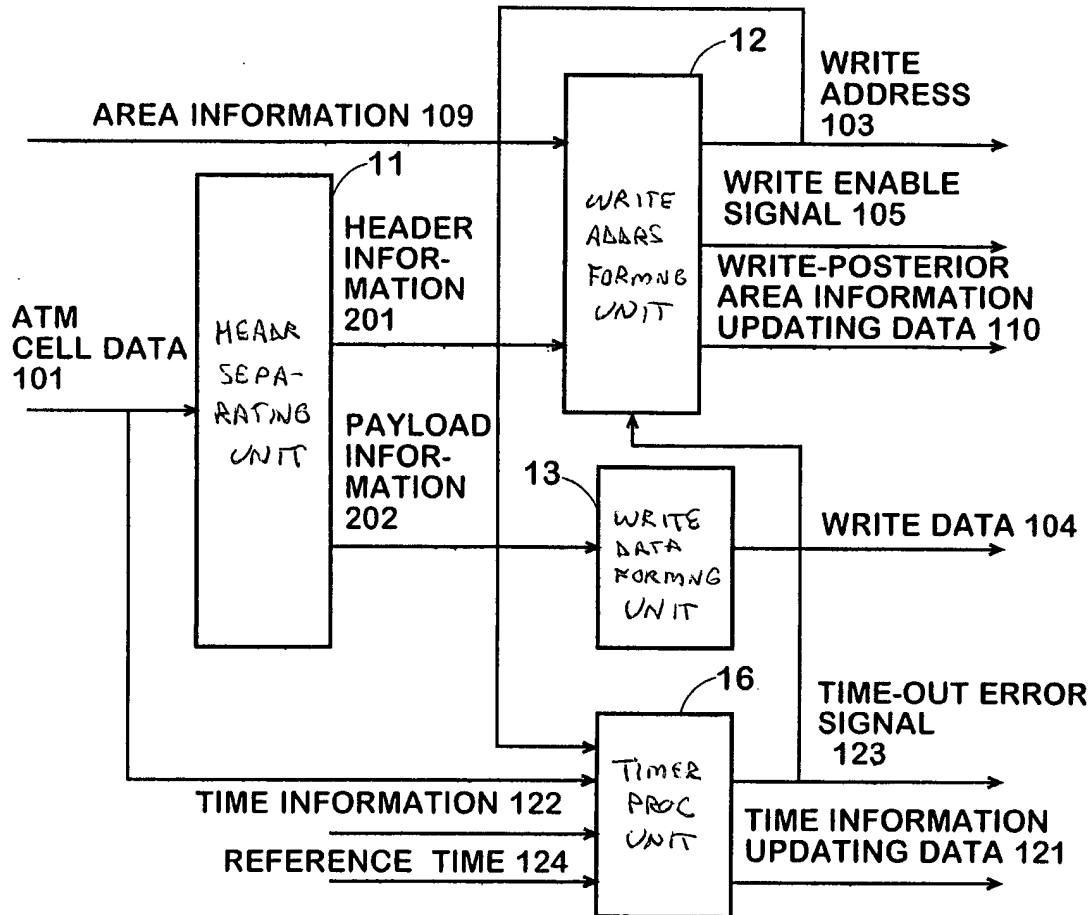 12
WRITE
ADDRESS
103
AREA INFORMATION 109
11
WRITE ENABLE
SIGNAL 105
HEADER
INFOR-
MATION
201
WRITE
ADDRS
FORMNG
UNIT
WRITE-POSTERIOR
AREA INFORMATION
UPDATING DATA 110
ATM
CELL DATA
101
HEADR
SEPA-
RATING
UNIT
PAYLOAD
INFOR-
MATION
202
13
WRITE
DATA
FORMNG
UNIT
WRITE DATA 104
16
TIME-OUT ERROR
SIGNAL
123
TIMER
PROC
UNIT
TIME INFORMATION 122
REFERENCE TIME 124
TIME INFORMATION
UPDATING DATA 121